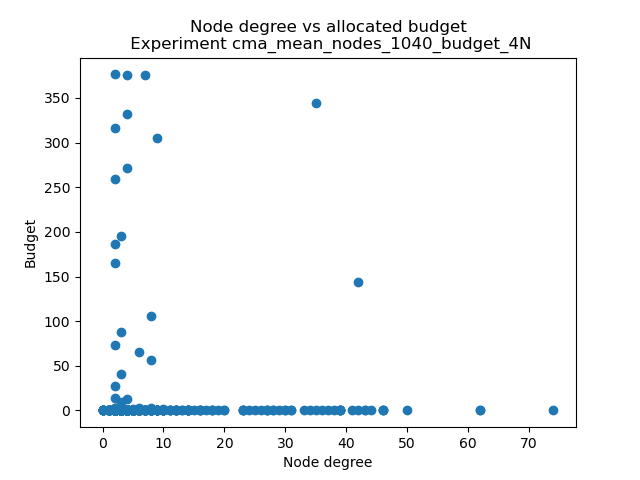 Node degree vs allocated budget
Experiment cma_mean_nodes_1040_budget_4N
350
300
250
200
150
100
50
0
Budget
0 10 20 30 40 50 60 70
Node degree